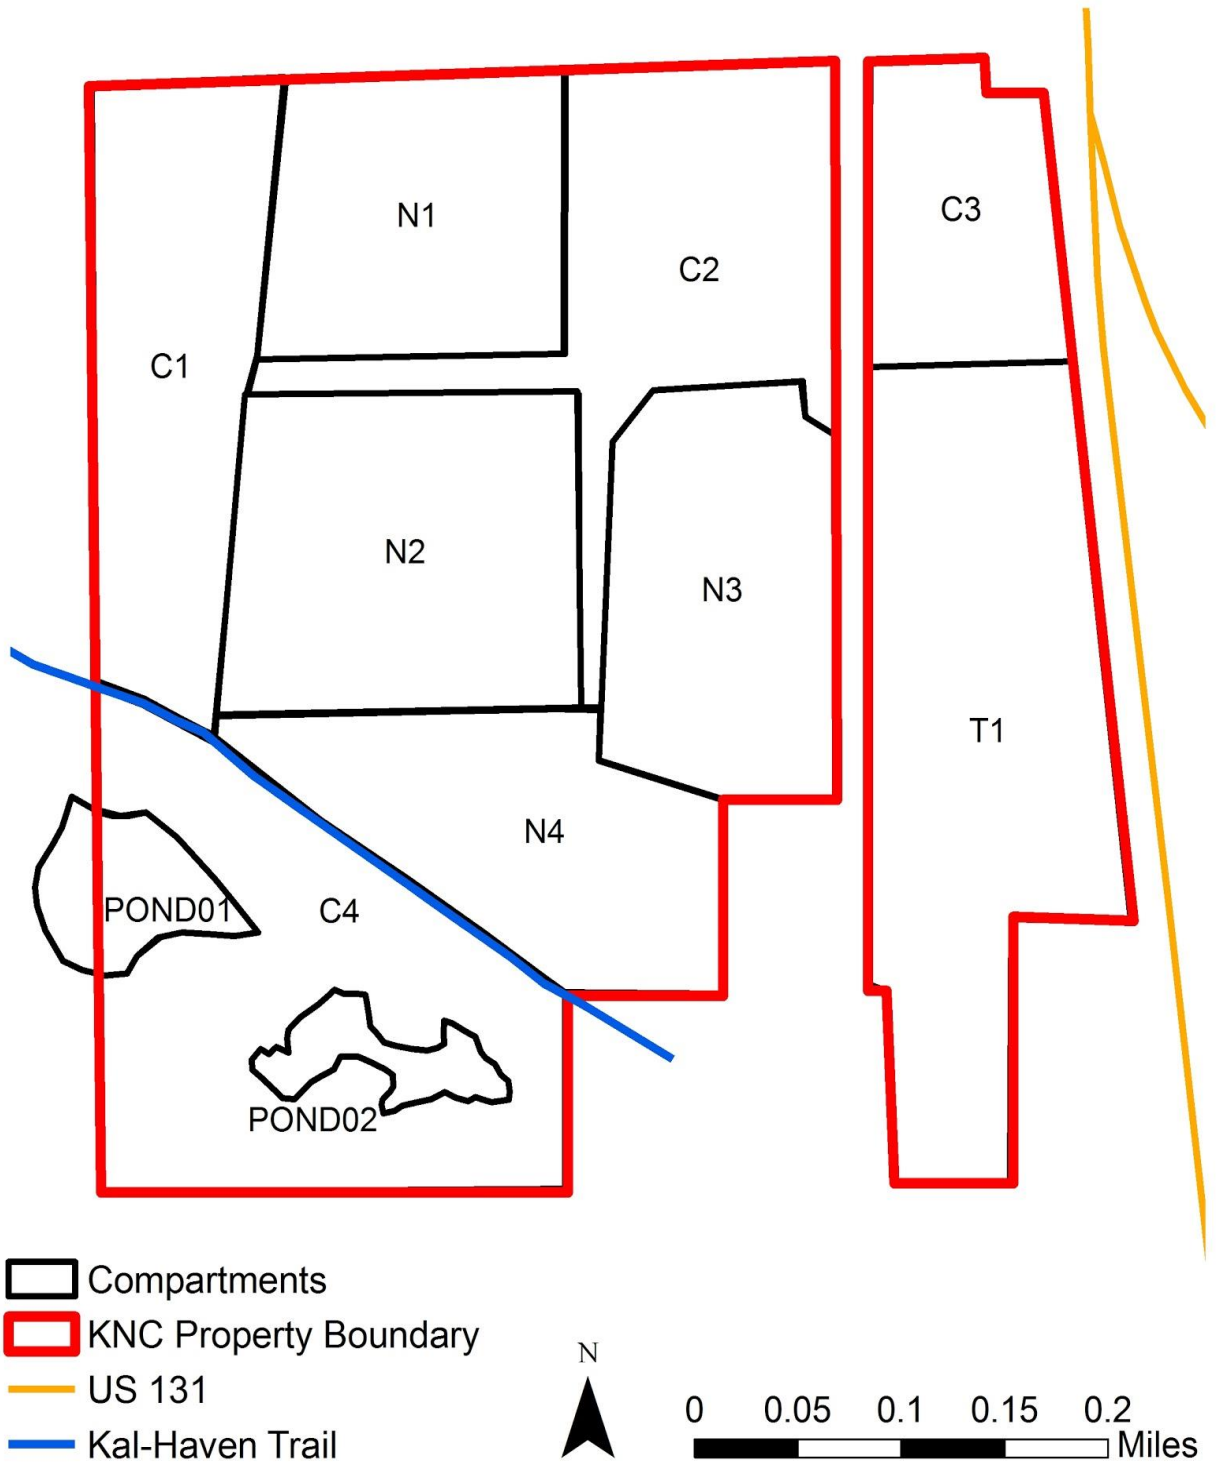 N1
C3
C2
C1
N2
N3
T1
N4
POND01
C4
POND02
Compartments
KNC Property Boundary
US 131
Kal-Haven Trail
N
0 0.05 0.1 0.15 0.2
Miles